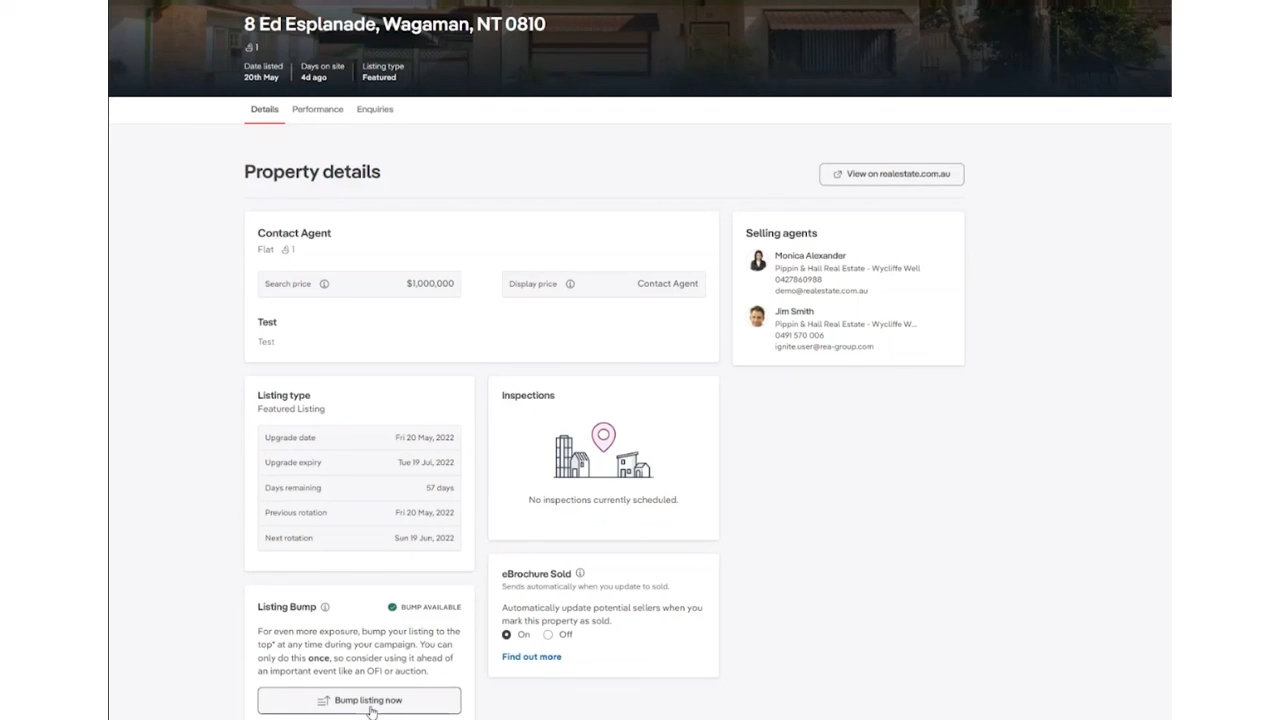 8 Ed Esplanade, Wagaman, NT 0810
1
Date listed
20th May
Days on site
4d ago
Listing type
Featured
Details Performance Enquiries
Property details
View on realestate.com.au
Contact Agent
Flat 1
Search price $1,000,000
Display price Contact Agent
Test
Test
Selling agents
Monica Alexander
Pippin & Hall Real Estate - Wycliffe Well
0427860988
demo@realestate.com.au
Jim Smith
Pippin & Hall Real Estate - Wycliffe W...
0491 570 006
ignite.user@rea-group.com
Listing type
Featured Listing
Upgrade date Fri 20 May, 2022
Upgrade expiry Tue 19 Jul, 2022
Days remaining 57 days
Previous rotation Fri 20 May, 2022
Next rotation Sun 19 Jun, 2022
Inspections
No inspections currently scheduled.
Listing Bump BUMP AVAILABLE
For even more exposure, bump your listing to the
top* at any time during your campaign. You can
only do this once, so consider using it ahead of
an important event like an OFI or auction.
Bump listing now
eBrochure Sold
Sends automatically when you update to sold.
Automatically update potential sellers when you
mark this property as sold.
On Off
Find out more